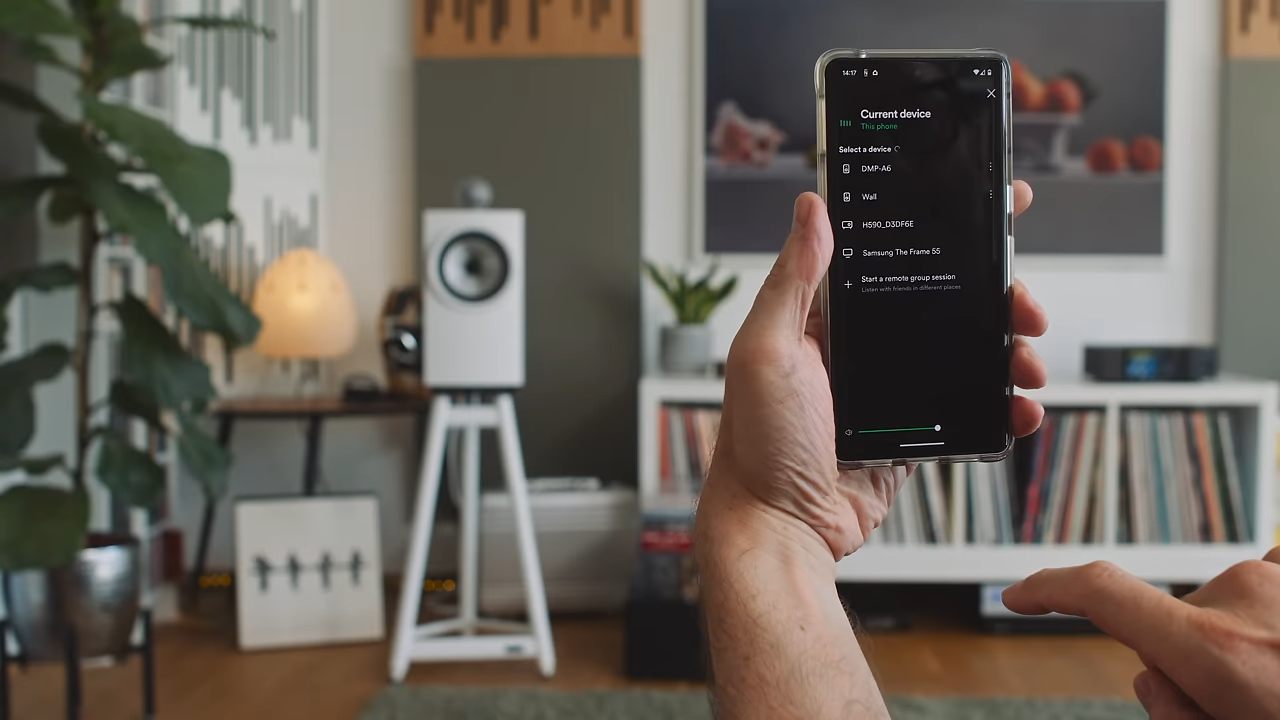 14:17
Current device
This phone
Select a device
DMP-A6
Wall
H590_D3DF6E
Samsung The Frame 55
Start a remote group session
Listen with friends in different places